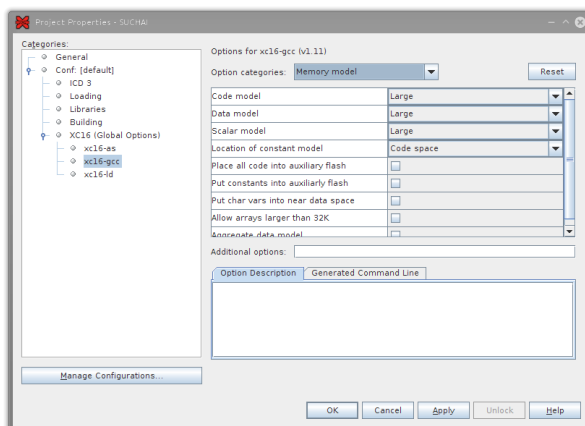 Project Properties - SUCHAI
Categories:
General
Conf: [default]
ICD 3
Loading
Libraries
Building
XC16 (Global Options)
xc16-as
xc16-gcc
xc16-ld
Manage Configurations...
Options for xc16-gcc (v1.11)
Option categories: Memory model Reset
Code model Large
Data model Large
Scalar model Large
Location of constant model Code space
Place all code into auxiliary flash
Put constants into auxiliarly flash
Put char vars into near data space
Allow arrays larger than 32K
Aggregate data model
Additional options:
Option Description Generated Command Line
OK Cancel Apply Unlock Help